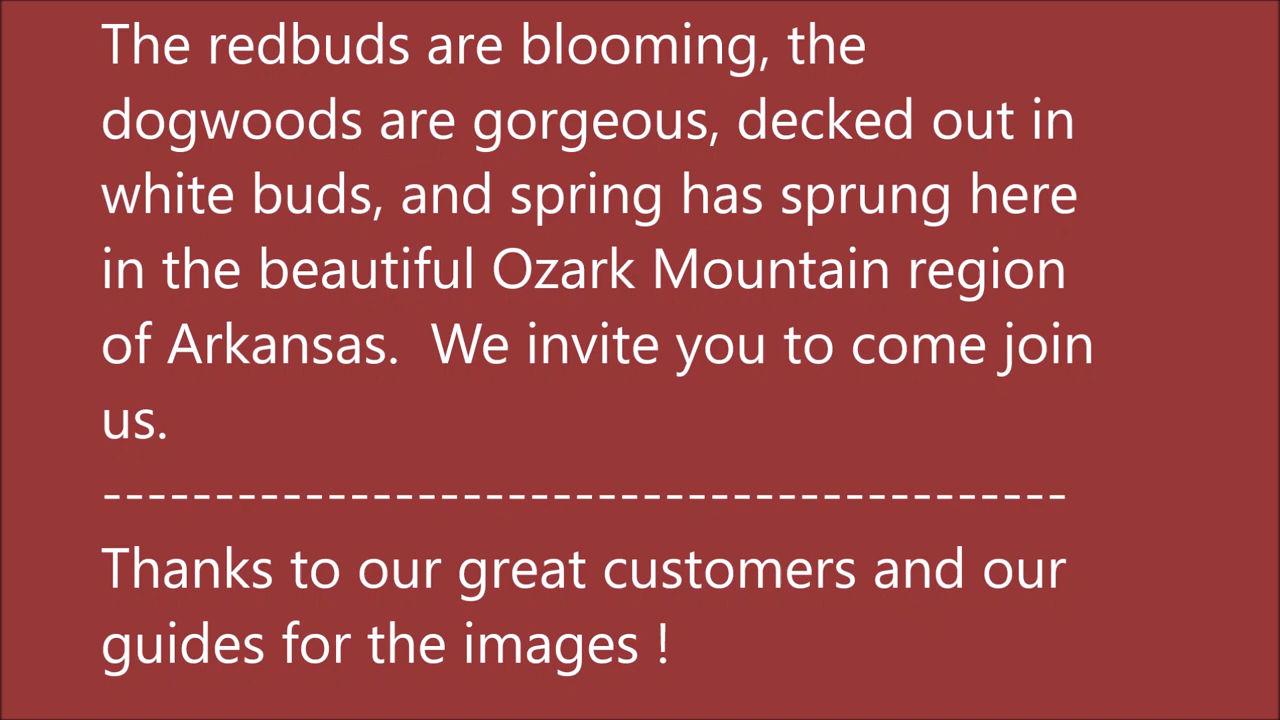 The redbuds are blooming, the
dogwoods are gorgeous, decked out in
white buds, and spring has sprung here
in the beautiful Ozark Mountain region
of Arkansas.  We invite you to come join
us.
-------------------------------------------
Thanks to our great customers and our
guides for the images !